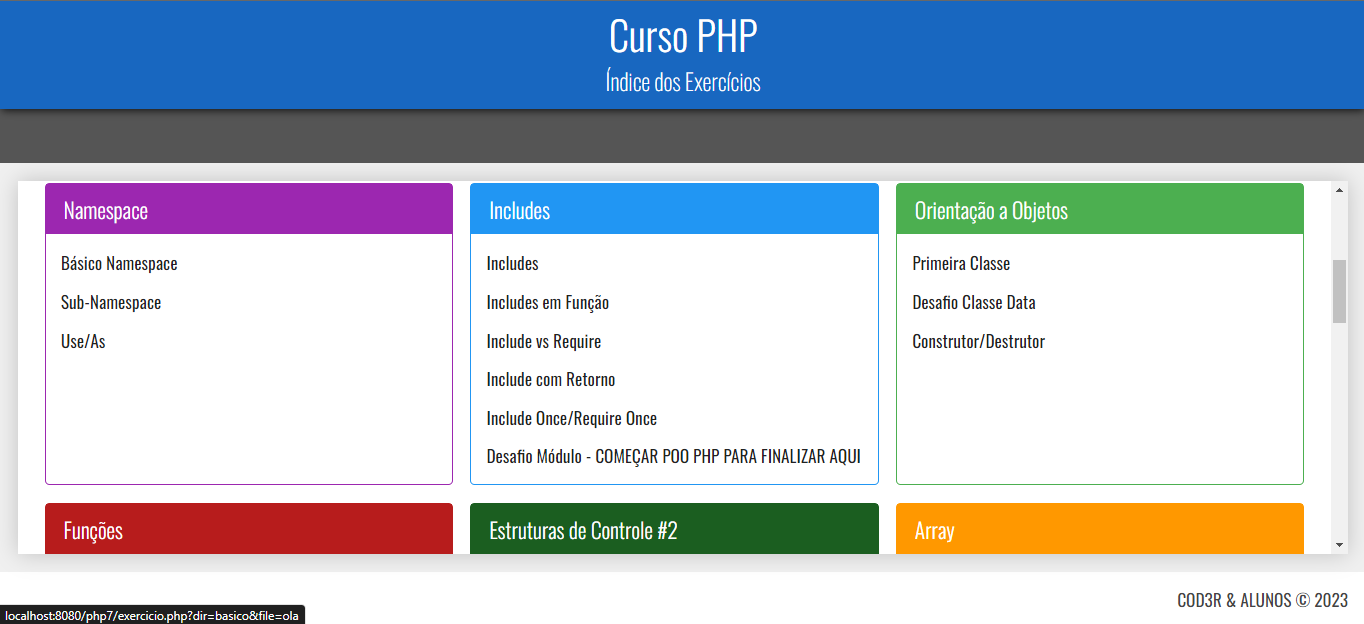 Curso PHP
Índice dos Exercícios
Namespace
Básico Namespace
Sub-Namespace
Use/As
Includes
Includes
Includes em Função
Include vs Require
Include com Retorno
Include Once/Require Once
Desafio Módulo - COMEÇAR POO PHP PARA FINALIZAR AQUI
Orientação a Objetos
Primeira Classe
Desafio Classe Data
Construtor/Destrutor
Funções
Estruturas de Controle #2
Array
COD3R & ALUNOS © 2023
localhost:8080/php7/exercicio.php?dir=basico&file=ola